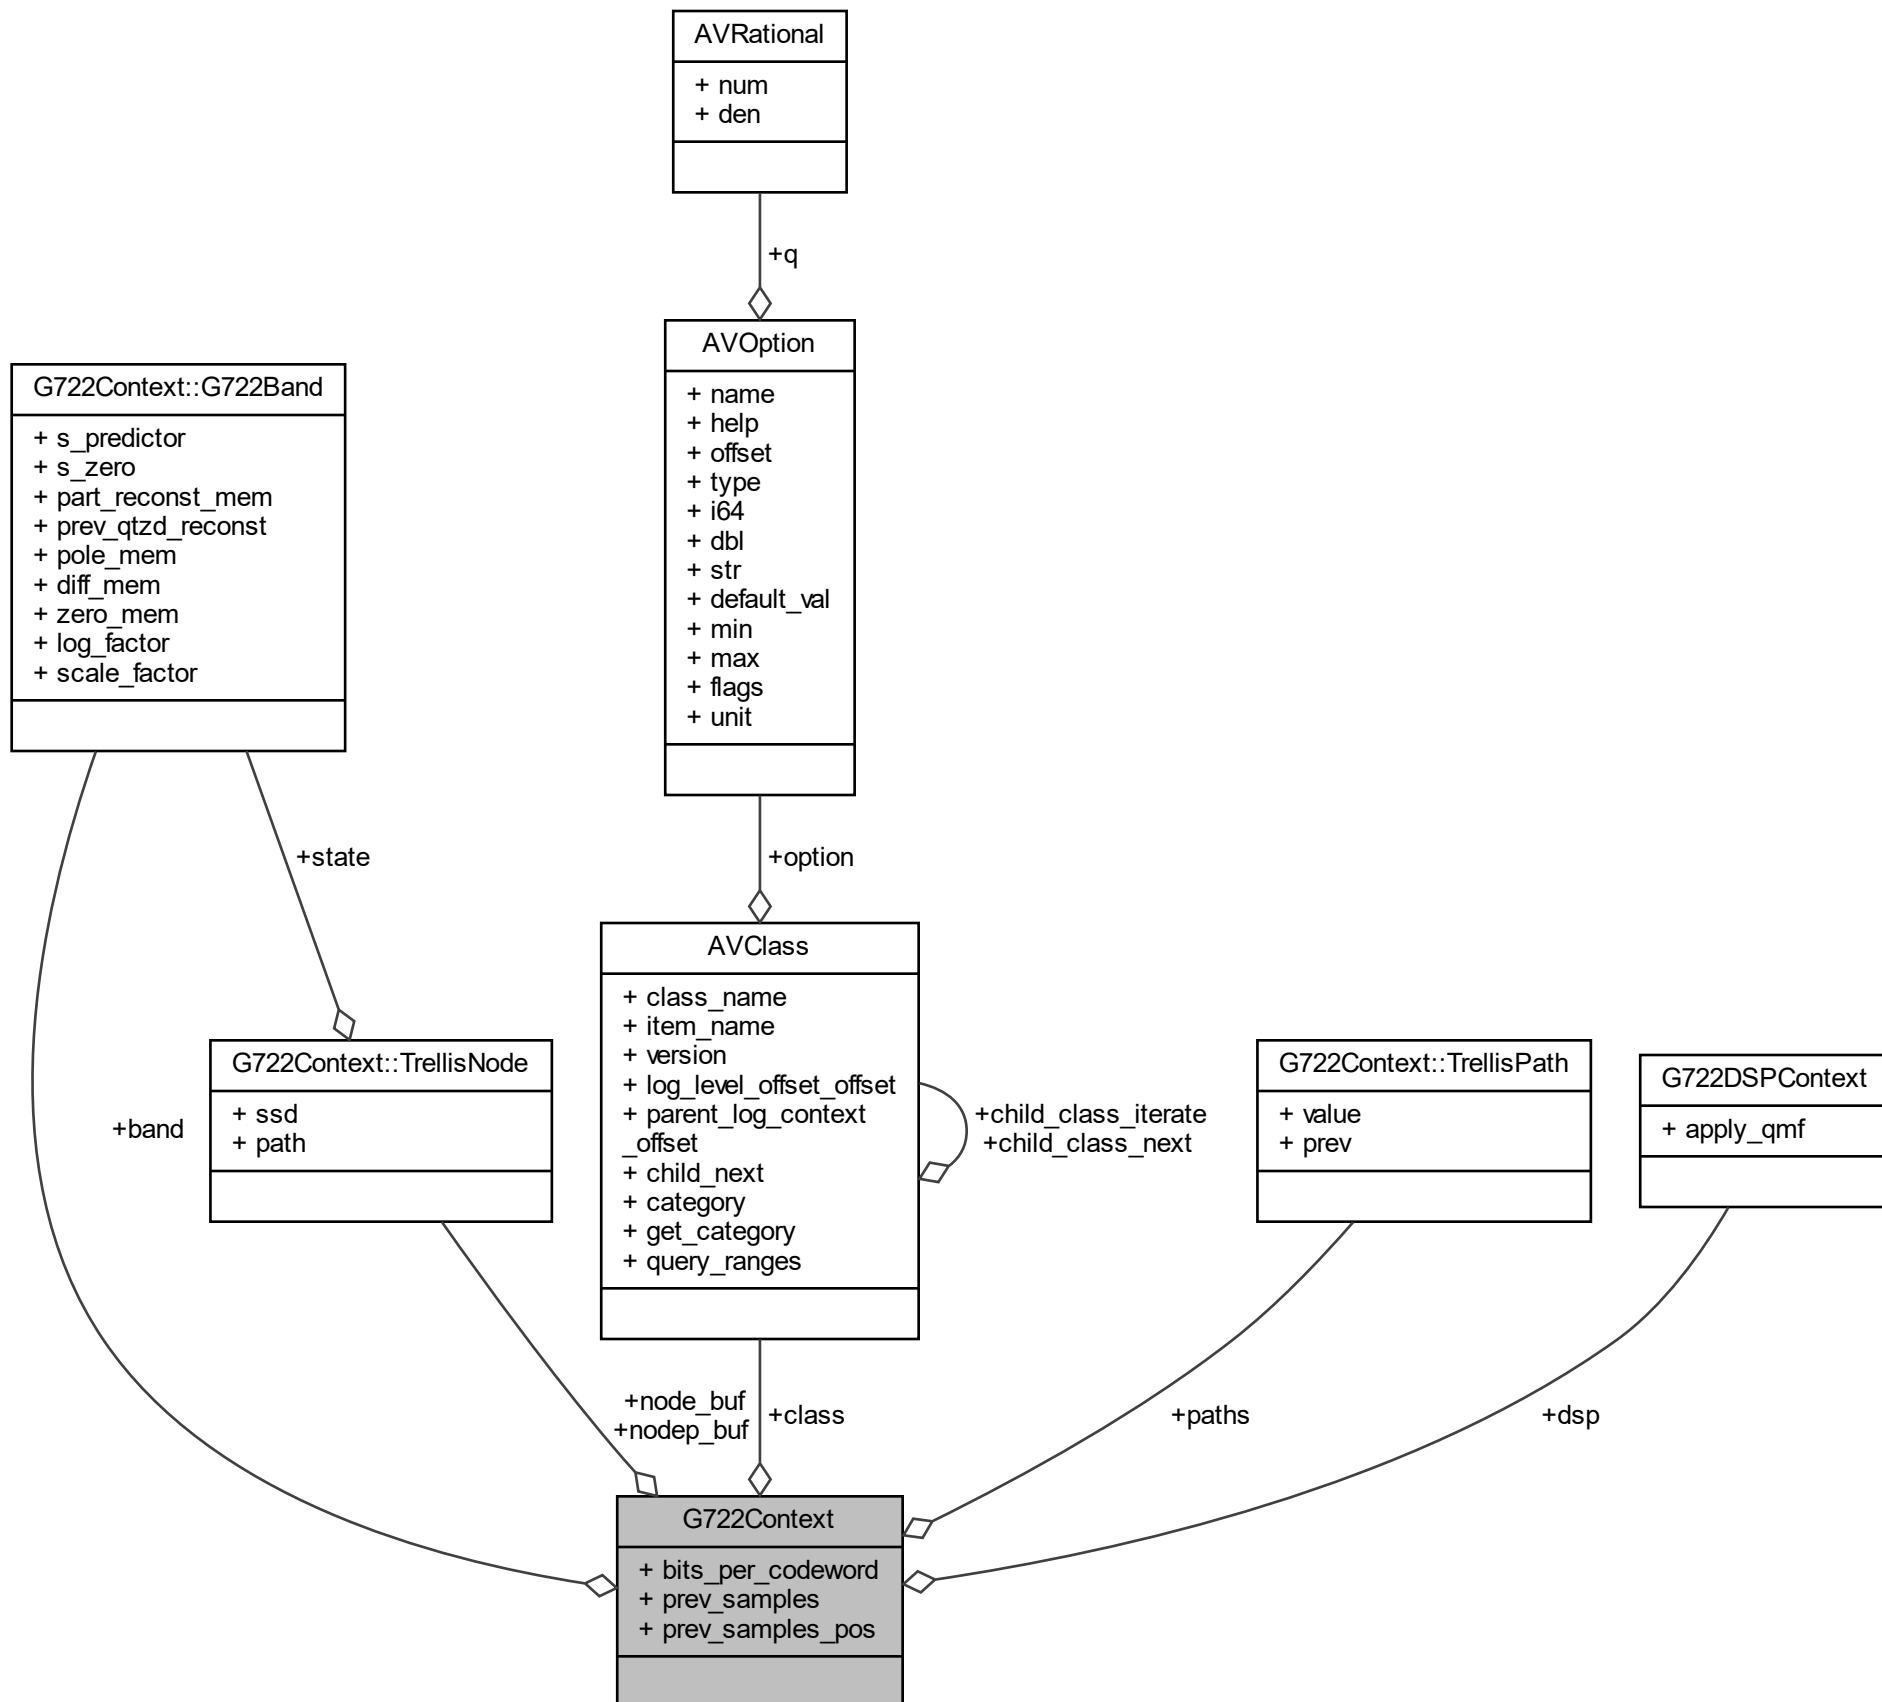 AVRational
+ num
+ den
+q
AVOption
+ name
+ help
+ offset
+ type
+ i64
+ dbl
+ str
+ default_val
+ min
+ max
+ flags
+ unit
G722Context::G722Band
+ s_predictor
+ s_zero
+ part_reconst_mem
+ prev_qtzd_reconst
+ pole_mem
+ diff_mem
+ zero_mem
+ log_factor
+ scale_factor
+state
+option
AVClass
+ class_name
+ item_name
+ version
+ log_level_offset_offset
+ parent_log_context
_offset
+ child_next
+ category
+ get_category
+ query_ranges
+child_class_iterate
+child_class_next
+band
G722Context::TrellisNode
+ ssd
+ path
G722Context::TrellisPath
+ value
+ prev
G722DSPContext
+ apply_qmf
+node_buf
+nodep_buf
+class
+paths
+dsp
G722Context
+ bits_per_codeword
+ prev_samples
+ prev_samples_pos